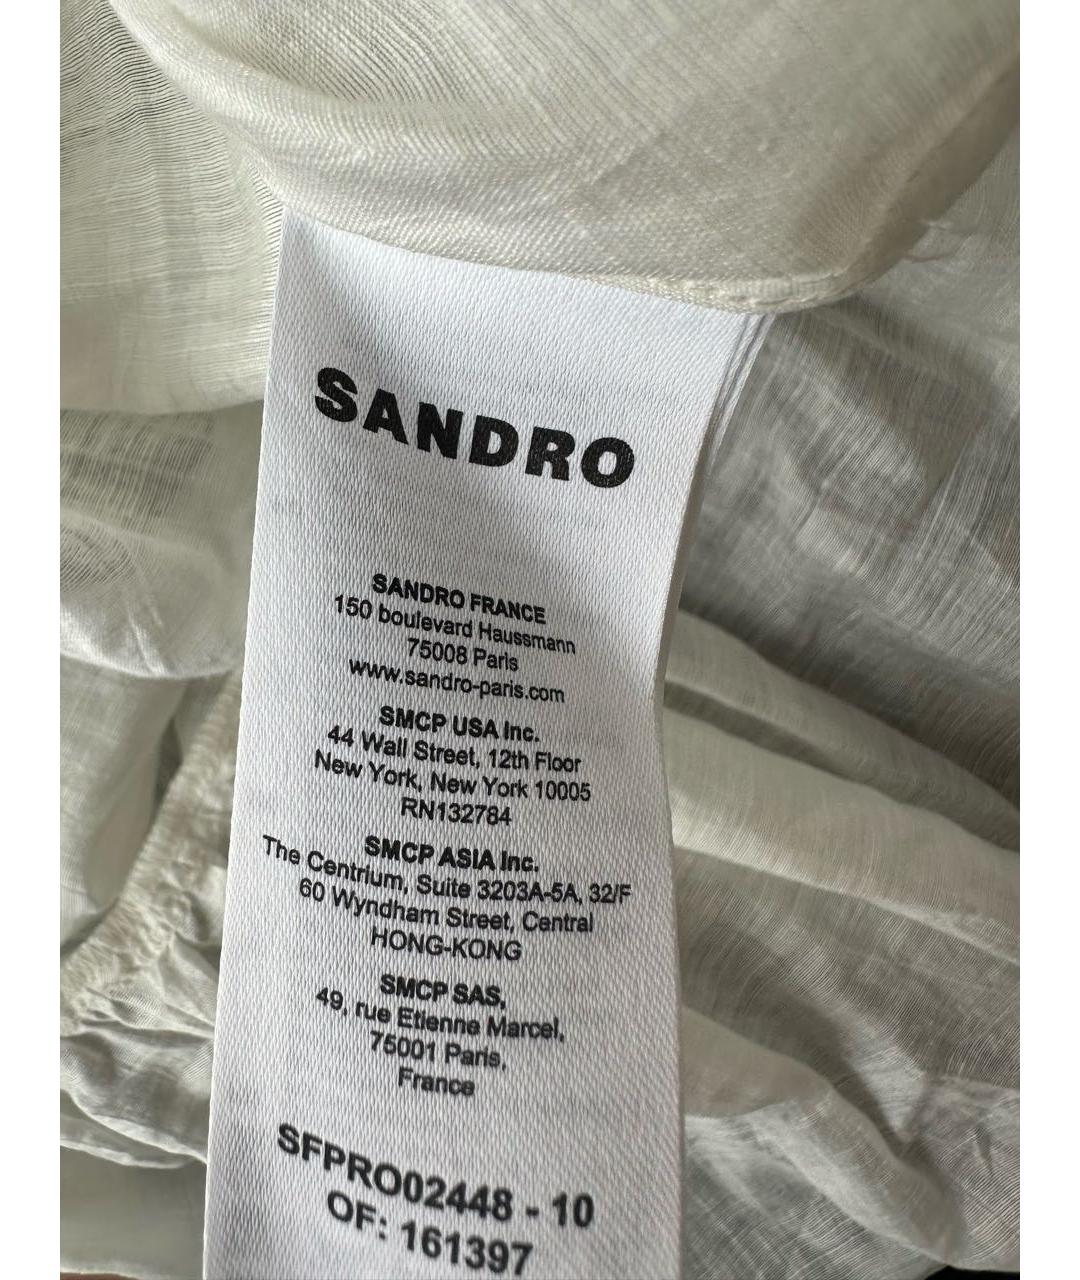 SANDRO
SANDRO FRANCE
150 boulevard Haussmann
75008 Paris
www.sandro-paris.com
SMCP USA Inc.
44 Wall Street, 12th Floor
New York, New York 10005
RN132784
SMCP ASIA Inc.
The Centrium, Suite 3203A-5A, 32/F
60 Wyndham Street, Central
HONG-KONG
SMCP SAS,
49, rue Etienne Marcel,
75001 Paris,
France
SFPRO02448 - 10
OF: 161397